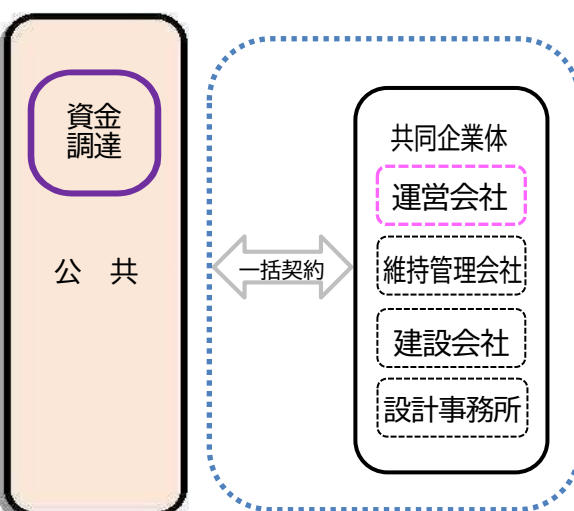 資金
調達
公　共
一括契約
共同企業体
運営会社
維持管理会社
建設会社
設計事務所